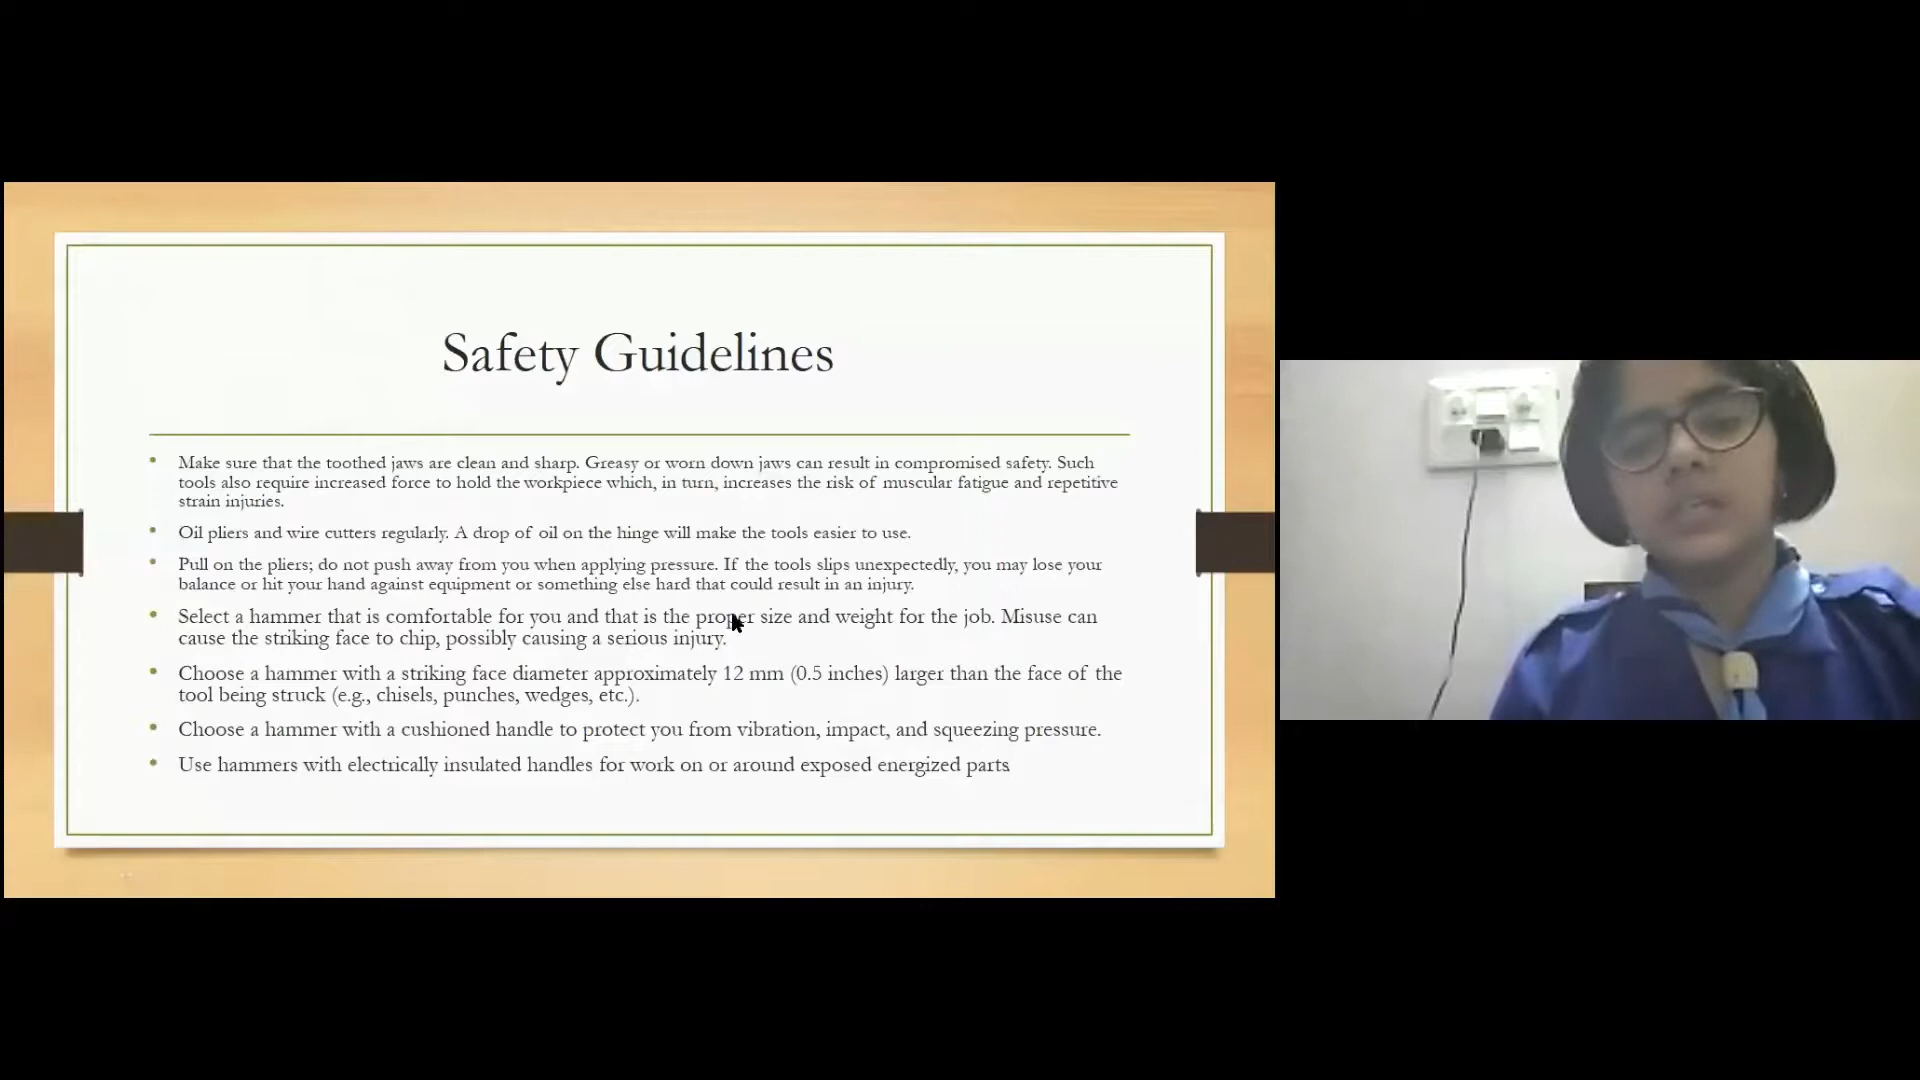 Safety Guidelines
Make sure that the toothed jaws are clean and sharp. Greasy or worn down jaws can result in compromised safety. Such
tools also require increased force to hold the workpiece which, in turn, increases the risk of muscular fatigue and repetitive
strain injuries.
Oil pliers and wire cutters regularly. A drop of oil on the hinge will make the tools easier to use.
Pull on the pliers; do not push away from you when applying pressure. If the tools slips unexpectedly, you may lose your
balance or hit your hand against equipment or something else hard that could result in an injury.
Select a hammer that is comfortable for you and that is the proper size and weight for the job. Misuse can
cause the striking face to chip, possibly causing a serious injury.
Choose a hammer with a striking face diameter approximately 12 mm (0.5 inches) larger than the face of the
tool being struck (e.g., chisels, punches, wedges, etc.).
Choose a hammer with a cushioned handle to protect you from vibration, impact, and squeezing pressure.
Use hammers with electrically insulated handles for work on or around exposed energized parts